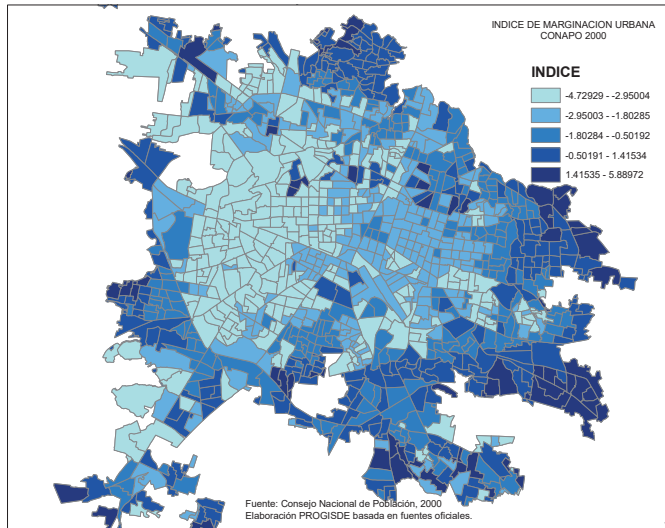 INDICE DE MARGINACION URBANA
CONAPO 2000
INDICE
-4.72929 - -2.95004
-2.95003 - -1.80285
-1.80284 - -0.50192
-0.50191 - 1.41534
1.41535 - 5.88972
Fuente: Consejo Nacional de Población, 2000
Elaboración PROGISDE basada en fuentes oficiales.